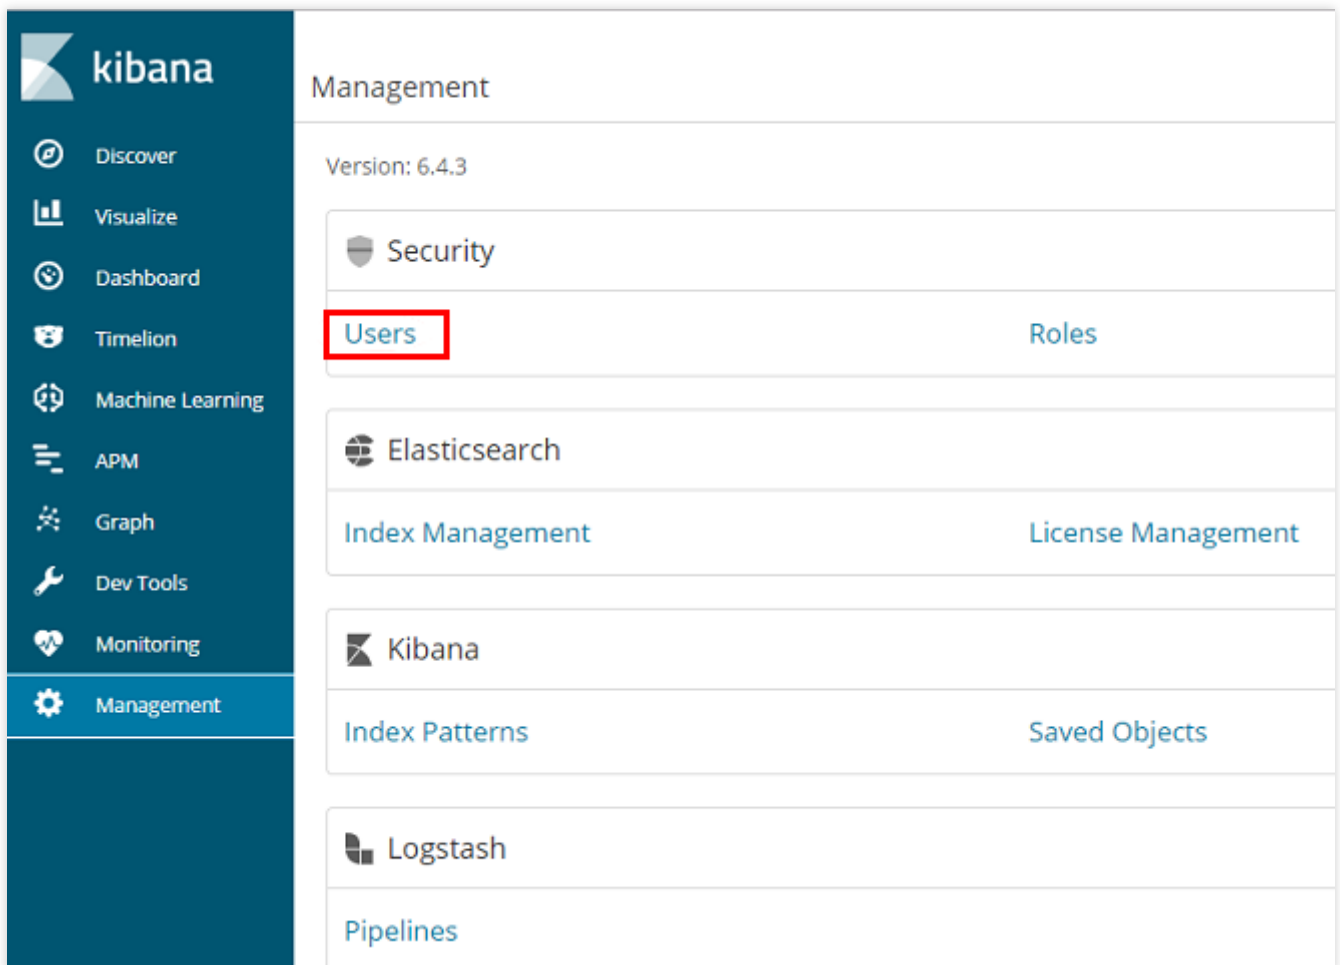 kibana
Discover
Visualize
Dashboard
Timelion
Machine Learning
APM
Graph
Dev Tools
Monitoring
Management
Management
Version: 6.4.3
Security
Users Roles
Elasticsearch
Index Management License Management
Kibana
Index Patterns Saved Objects
Logstash
Pipelines